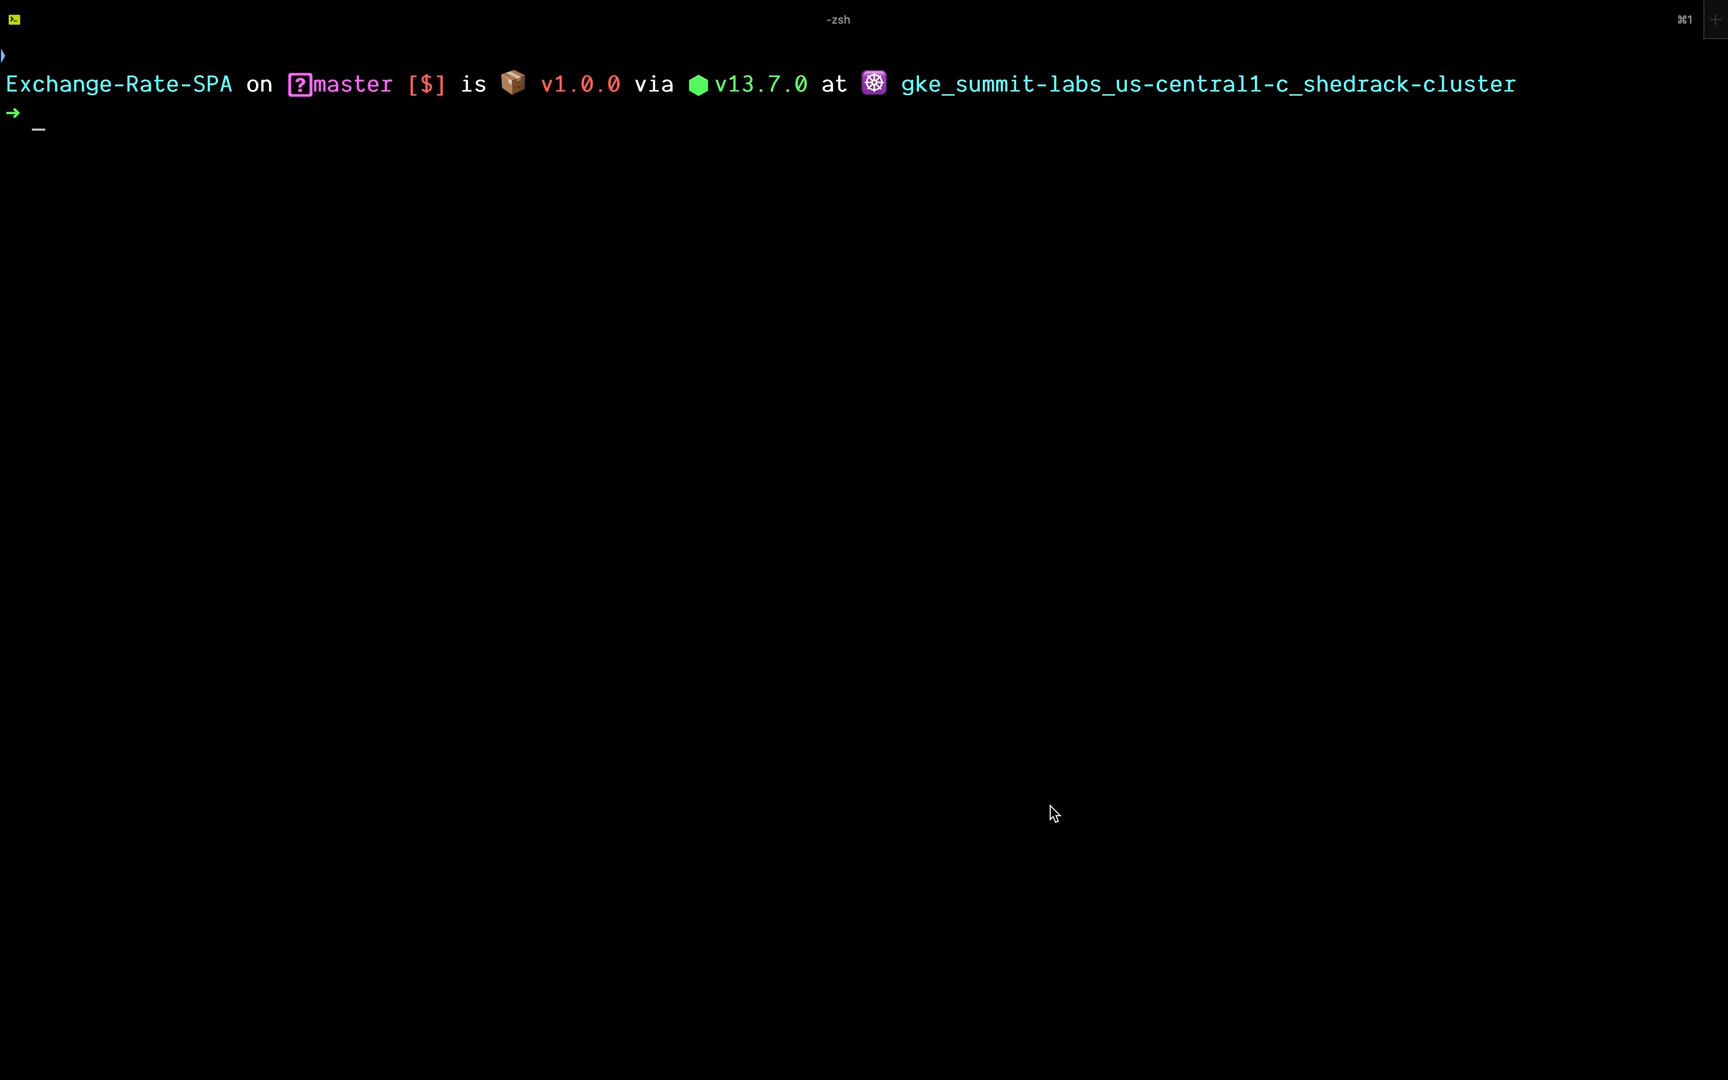 -zsh
⌘1
Exchange-Rate-SPA on ?master [$] is 📦 v1.0.0 via ⬢ v13.7.0 at ☸ gke_summit-labs_us-central1-c_shedrack-cluster
➜ _